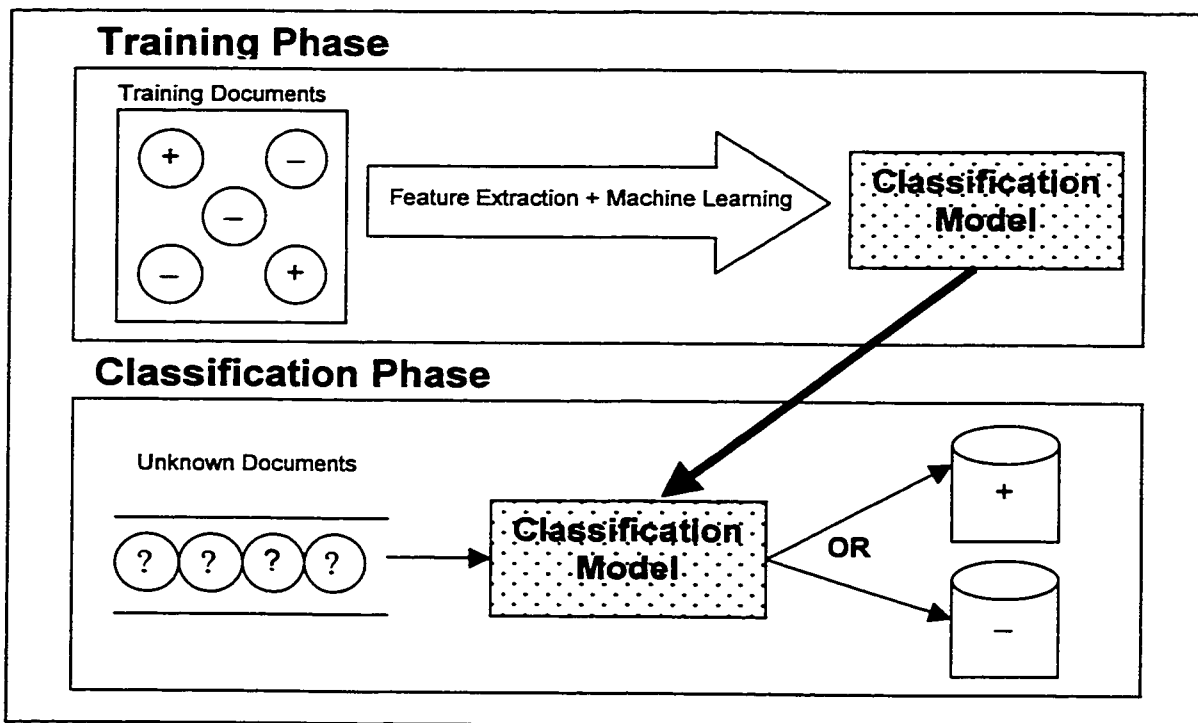 Training Phase
Training Documents
+ –
–
– +
Feature Extraction + Machine Learning
Classification
Model
Classification Phase
Unknown Documents
? ? ? ?
Classification
Model
OR
+
–